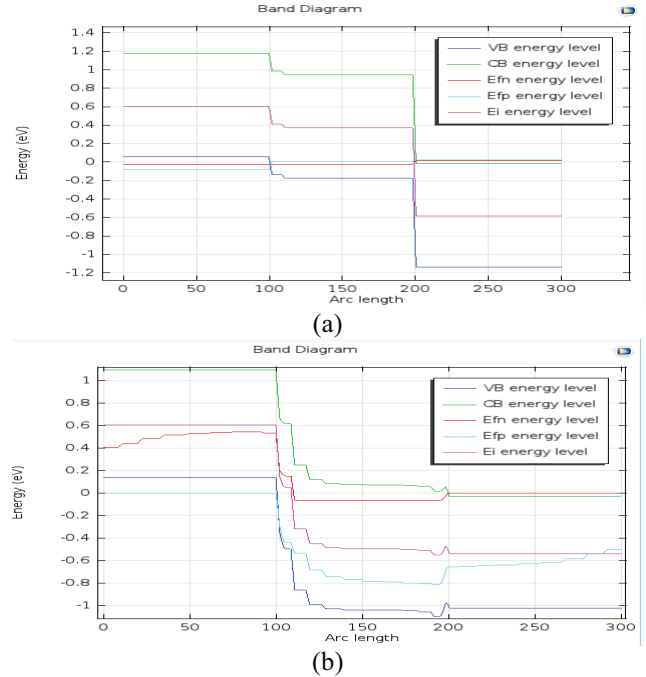 Band Diagram
1.4
1.2
1
0.8
0.6
0.4
0.2
0
-0.2
-0.4
-0.6
-0.8
-1
-1.2
Energy (eV)
VB energy level
CB energy level
Efn energy level
Efp energy level
Ei energy level
0 50 100 150 200 250 300
Arc length
(a)
Band Diagram
1
0.8
0.6
0.4
0.2
0
-0.2
-0.4
-0.6
-0.8
-1
Energy (eV)
VB energy level
CB energy level
Efn energy level
Efp energy level
Ei energy level
0 50 100 150 200 250 300
Arc length
(b)